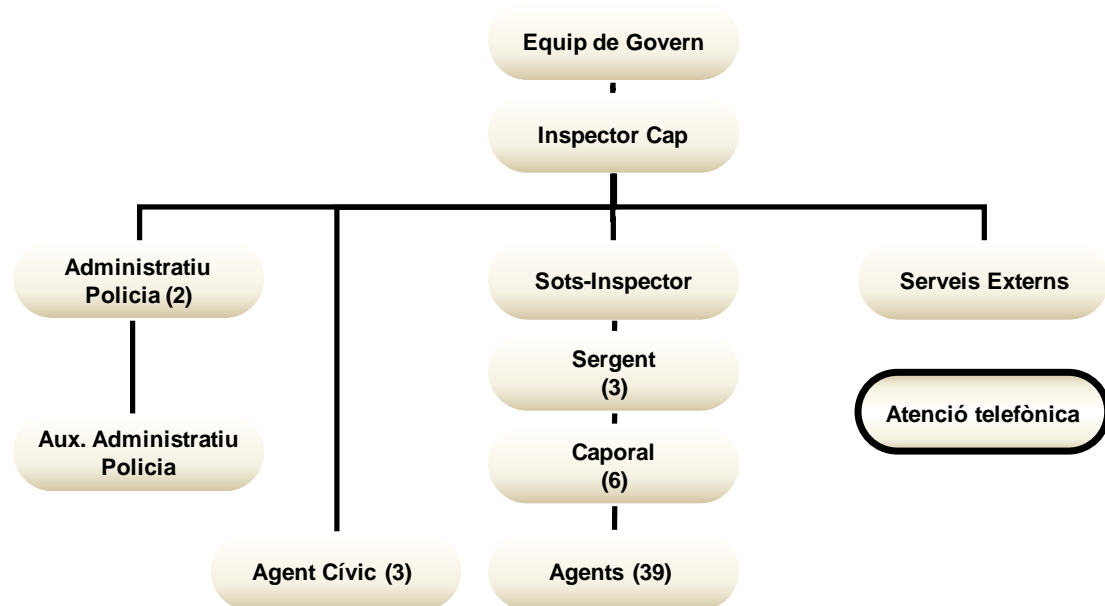 Equip de Govern
Inspector Cap
Administratiu
Policia (2)
Sots-Inspector
Serveis Externs
Sergent
(3)
Atenció telefònica
Aux. Administratiu
Policia
Caporal
(6)
Agent Cívic (3)
Agents (39)